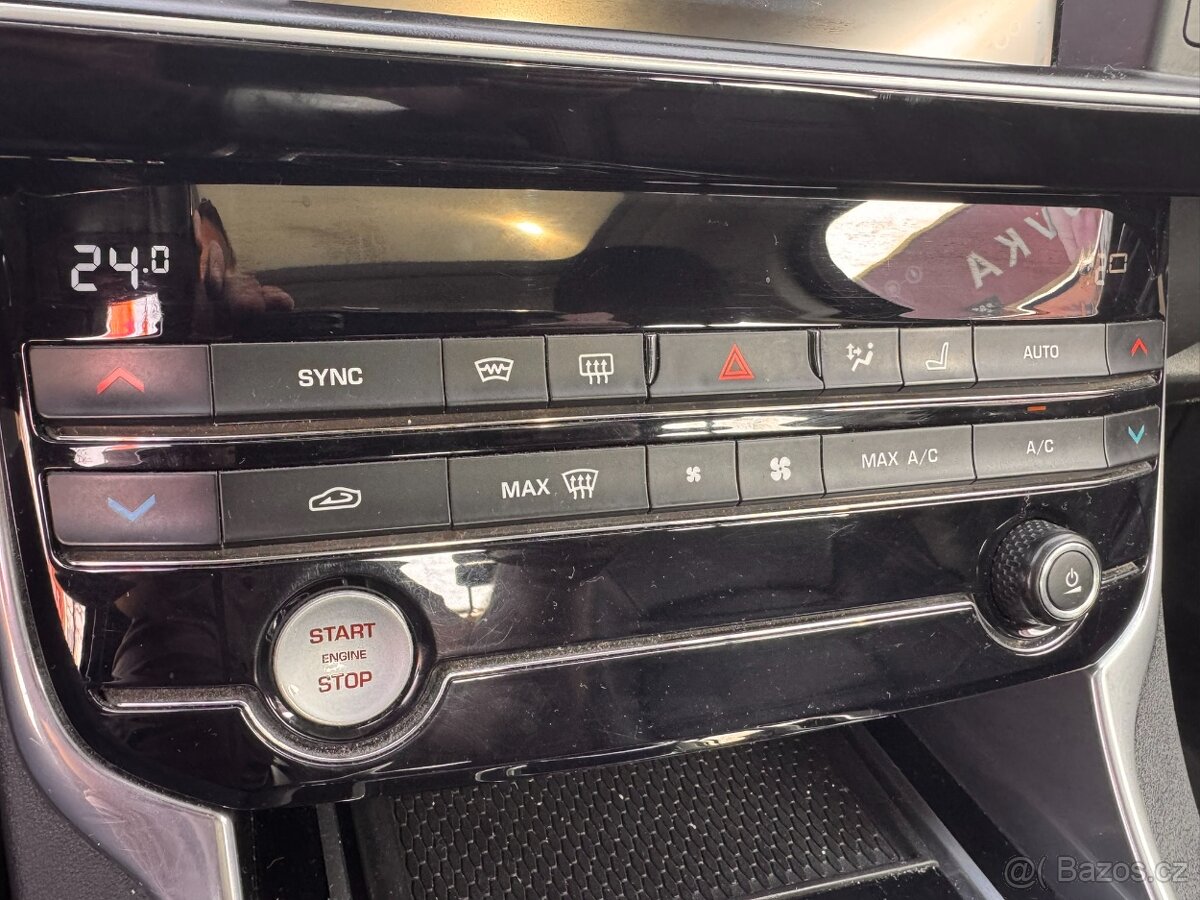 24.0
SYNC
AUTO
MAX
MAX A/C
A/C
START
ENGINE
STOP
@( Bazos.cz